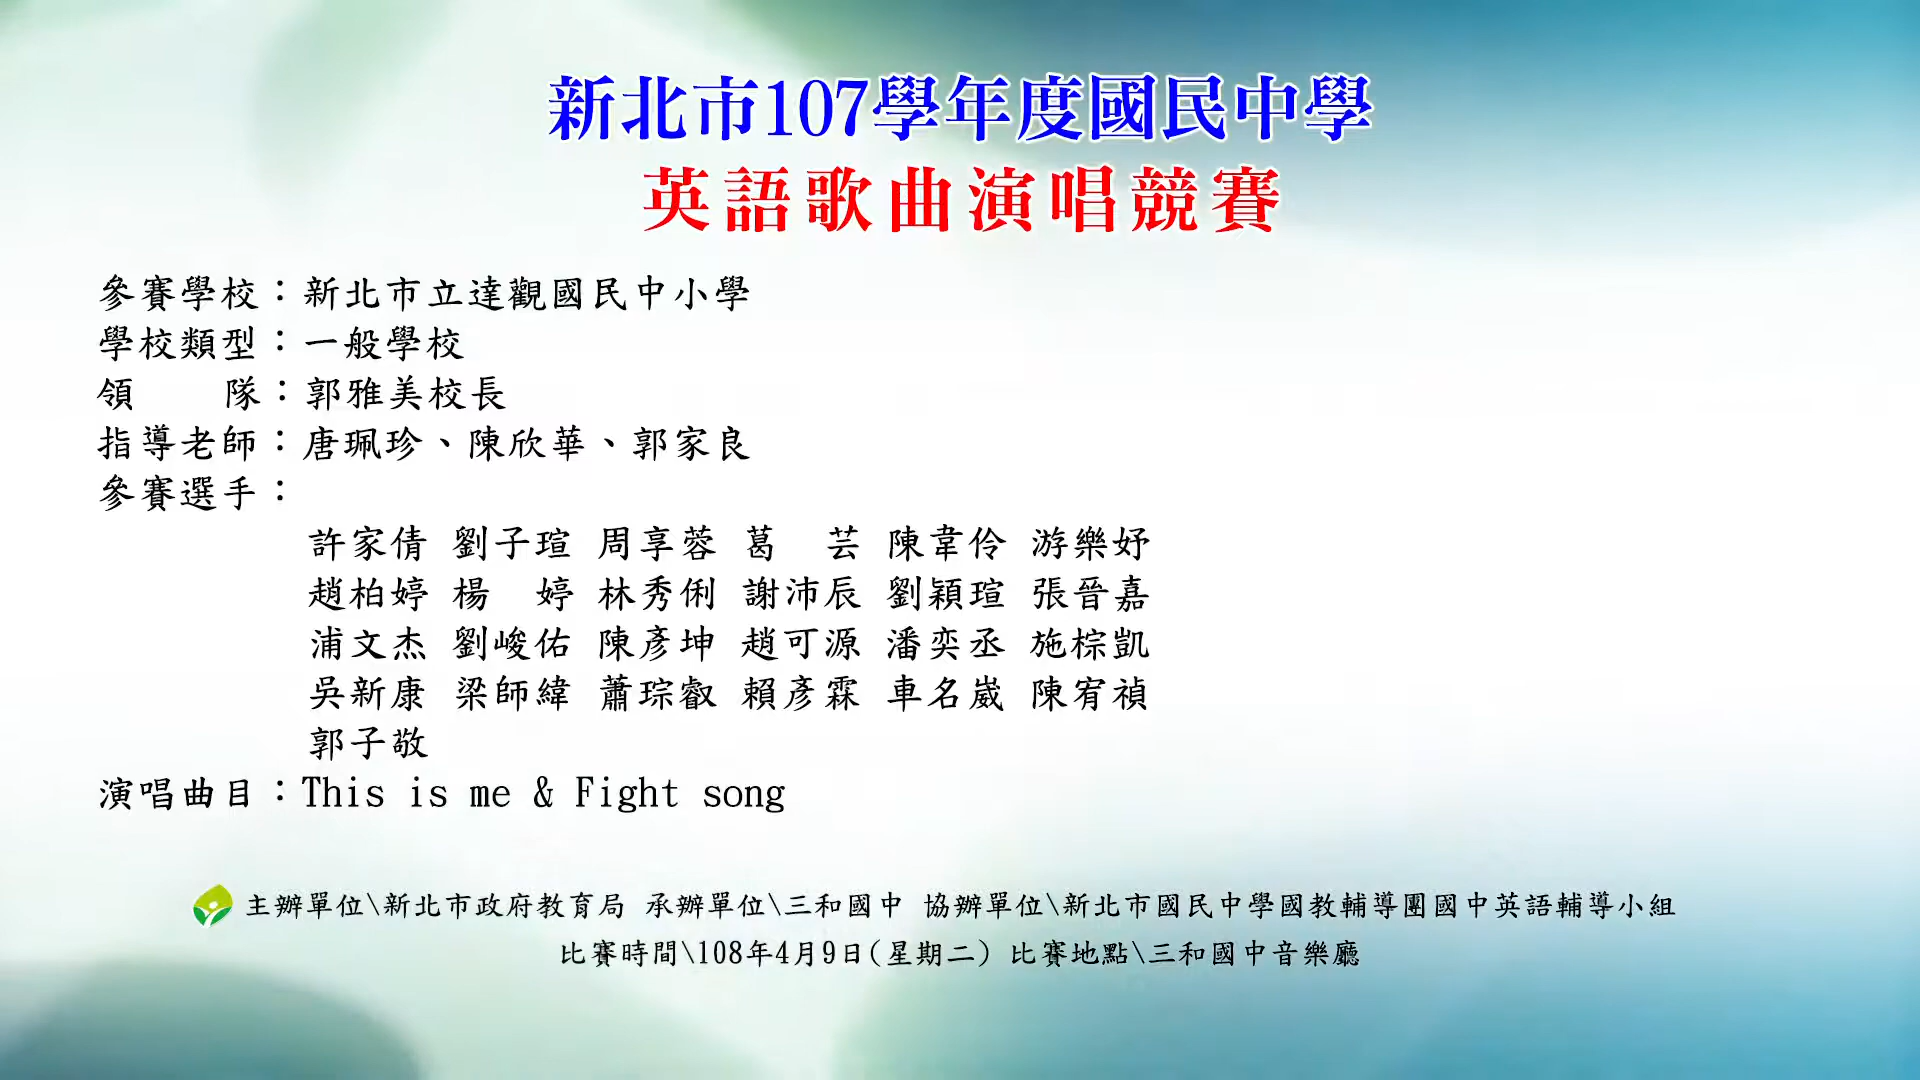 新北市107學年度國民中學
英語歌曲演唱競賽
參賽學校：新北市立達觀國民中小學
學校類型：一般學校
領　　隊：郭雅美校長
指導老師：唐珮珍、陳欣華、郭家良
參賽選手：
許家倩 劉子瑄 周享蓉 葛　芸 陳韋伶 游樂妤
趙柏婷 楊　婷 林秀俐 謝沛辰 劉穎瑄 張晉嘉
浦文杰 劉峻佑 陳彥坤 趙可源 潘奕丞 施棕凱
吳新康 梁師緯 蕭琮叡 賴彥霖 車名崴 陳宥禎
郭子敬
演唱曲目：This is me & Fight song
主辦單位\新北市政府教育局 承辦單位\三和國中 協辦單位\新北市國民中學國教輔導團國中英語輔導小組
比賽時間\108年4月9日(星期二) 比賽地點\三和國中音樂廳